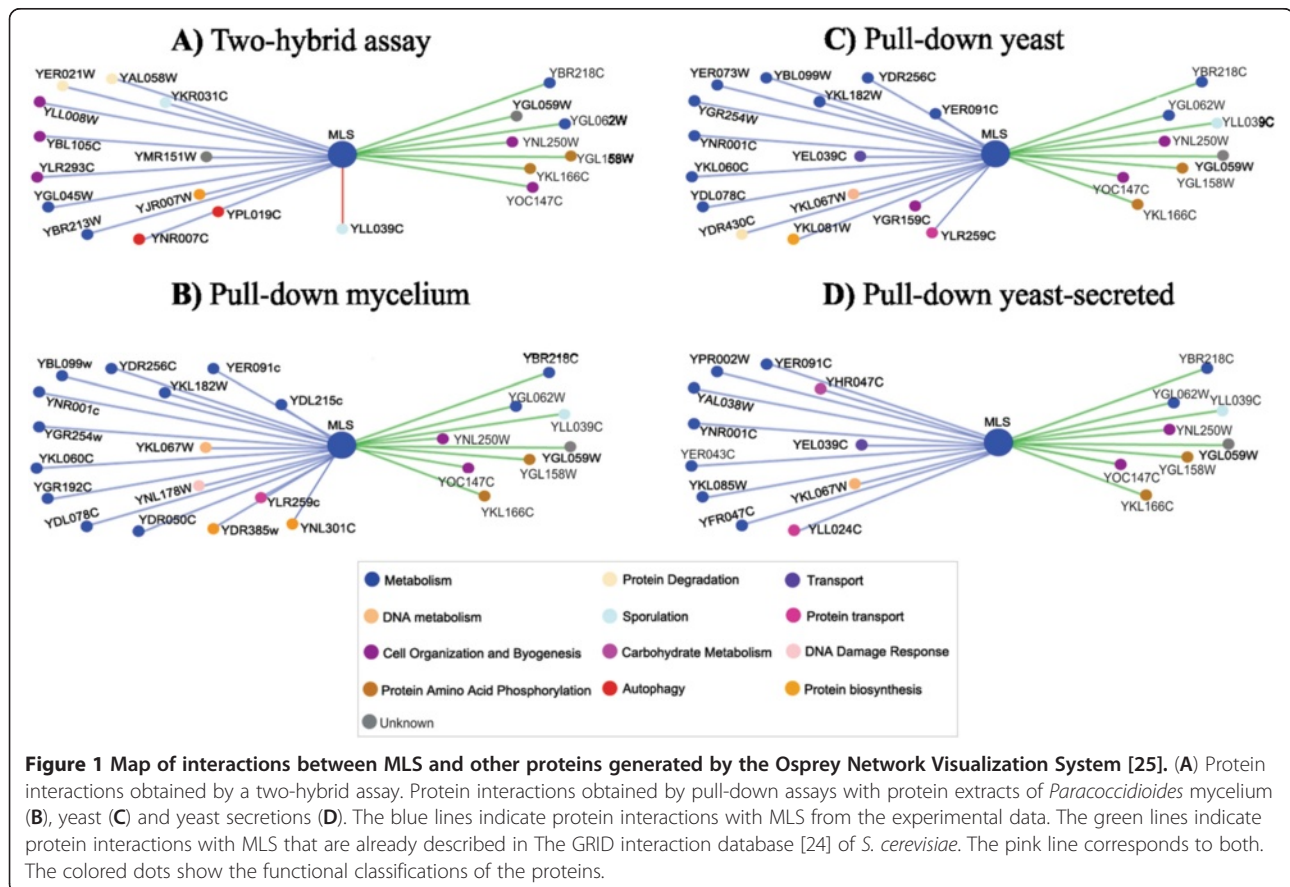 A) Two-hybrid assay
YER021W
YAL058W
YKR031C
YLL008W
YBL105C
YMR151W
YLR293C
YGL045W
YJR007W
YBR213W
YPL019C
YNR007C
MLS
YLL039C
YBR218C
YGL059W
YGL062W
YNL250W
YGL158W
YKL166C
YOC147C
C) Pull-down yeast
YER073W
YBL099W
YDR256C
YKL182W
YER091C
YGR254W
YNR001C
YEL039C
YKL060C
YDL078C
YKL067W
YGR159C
YDR430C
YKL081W
YLR259C
MLS
YBR218C
YGL062W
YLL039C
YNL250W
YGL059W
YGL158W
YOC147C
YKL166C
B) Pull-down mycelium
YBL099w
YDR256C
YER091c
YKL182W
YDL215c
YNR001c
YGR254w
YKL067W
YKL060C
YGR192C
YNL178W
YLR259c
YDL078C
YDR050C
YDR385w
YNL301C
MLS
YBR218C
YGL062W
YLL039C
YNL250W
YGL059W
YGL158W
YOC147C
YKL166C
D) Pull-down yeast-secreted
YPR002W
YER091C
YHR047C
YAL038W
YNR001C
YEL039C
YER043C
YKL085W
YKL067W
YFR047C
YLL024C
MLS
YBR218C
YGL062W
YLL039C
YNL250W
YGL059W
YGL158W
YOC147C
YKL166C
Metabolism
Protein Degradation
Transport
DNA metabolism
Sporulation
Protein transport
Cell Organization and Byogenesis
Carbohydrate Metabolism
DNA Damage Response
Protein Amino Acid Phosphorylation
Autophagy
Protein biosynthesis
Unknown
Figure 1 Map of interactions between MLS and other proteins generated by the Osprey Network Visualization System [25]. (A) Protein
interactions obtained by a two-hybrid assay. Protein interactions obtained by pull-down assays with protein extracts of Paracoccidioides mycelium
(B), yeast (C) and yeast secretions (D). The blue lines indicate protein interactions with MLS from the experimental data. The green lines indicate
protein interactions with MLS that are already described in The GRID interaction database [24] of S. cerevisiae. The pink line corresponds to both.
The colored dots show the functional classifications of the proteins.